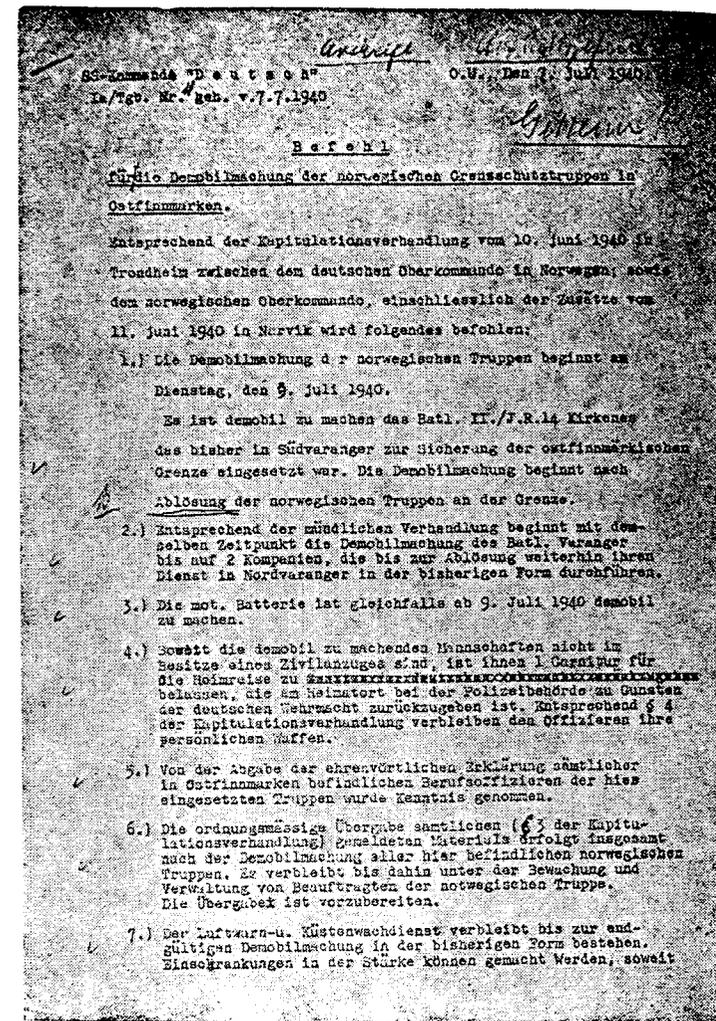 SS-Kommando "D e u t s c h"
O.U., Den 7. juli 1940.
Ia/Tgb. Nr. geh. v.7.7.1940
Geheim
B e f e h l
für die Demobilmachung der norwegischen Grensschutztruppen in
Ostfinnmarken.
Entsprechend der Kapitulationsverhandlung vom 10. juni 1940 in
Trondheim zwischen dem deutschen Oberkommando in Norwegen, sowie
dem norwegischen Oberkommando, einschliesslich der Zusätze vom
11. juni 1940 in Narvik wird folgendes befohlen:
1.) Die Demobilmachung d r norwegischen Truppen beginnt am
Dienstag, den 9. juli 1940.
Es ist demobil zu machen das Batl. II./J.R.14 Kirkenes
das bisher in Südvaranger zur Sicherung der ostfinnmärkischen
Grenze eingesetzt war. Die Demobilmachung beginnt nach
Ablösung der norwegischen Truppen an der Grenze.
2.) Entsprechend der mündlichen Verhandlung beginnt mit dem-
selben Zeitpunkt die Demobilmachung des Batl. Varanger
bis auf 2 Kompanien, die bis zur Ablösung weiterhin ihren
Dienst in Nordvaranger in der bisherigen Form durchführen.
3.) Die mot. Batterie ist gleichfalls ab 9. Juli 1940 demobil
zu machen.
4.) Soweit die demobil zu machenden Mannschaften nicht im
Besitze eines Zivilanzuges sind, ist ihnen 1 Garnitur für
die Heimreise zu
belassen, die am Heimatort bei der Polizeibehörde zu Gunsten
der deutschen Wehrmacht zurückzugeben ist. Entsprechend § 4
der Kapitulationsverhandlung verbleiben den Offizieren ihre
persönlichen Waffen.
5.) Von der Abgabe der ehrenwörtlichen Erklärung sämtlicher
in Ostfinnmarken befindlichen Berufsoffizieren der hies
eingesetzten Truppen wurde Kenntnis genommen.
6.) Die ordnungsmässige Übergabe sämtlichen (§ 3 der Kapitu-
lationsverhandlung) gemeldeten Materials erfolgt insgesamt
nach der Demobilmachung aller hier befindlichen norwegischen
Truppen. Es verbleibt bis dahin unter der Bewachung und
Verwaltung von Beauftragten der notwegischen Truppe.
Die Übergabe ist vorzubereiten.
7.) Der Luftwarn-u. Küstenwachdienst verbleibt bis zur end-
gültigen Demobilmachung in der bisherigen Form bestehen.
Einschränkungen in der Stärke können gemacht Werden, soweit